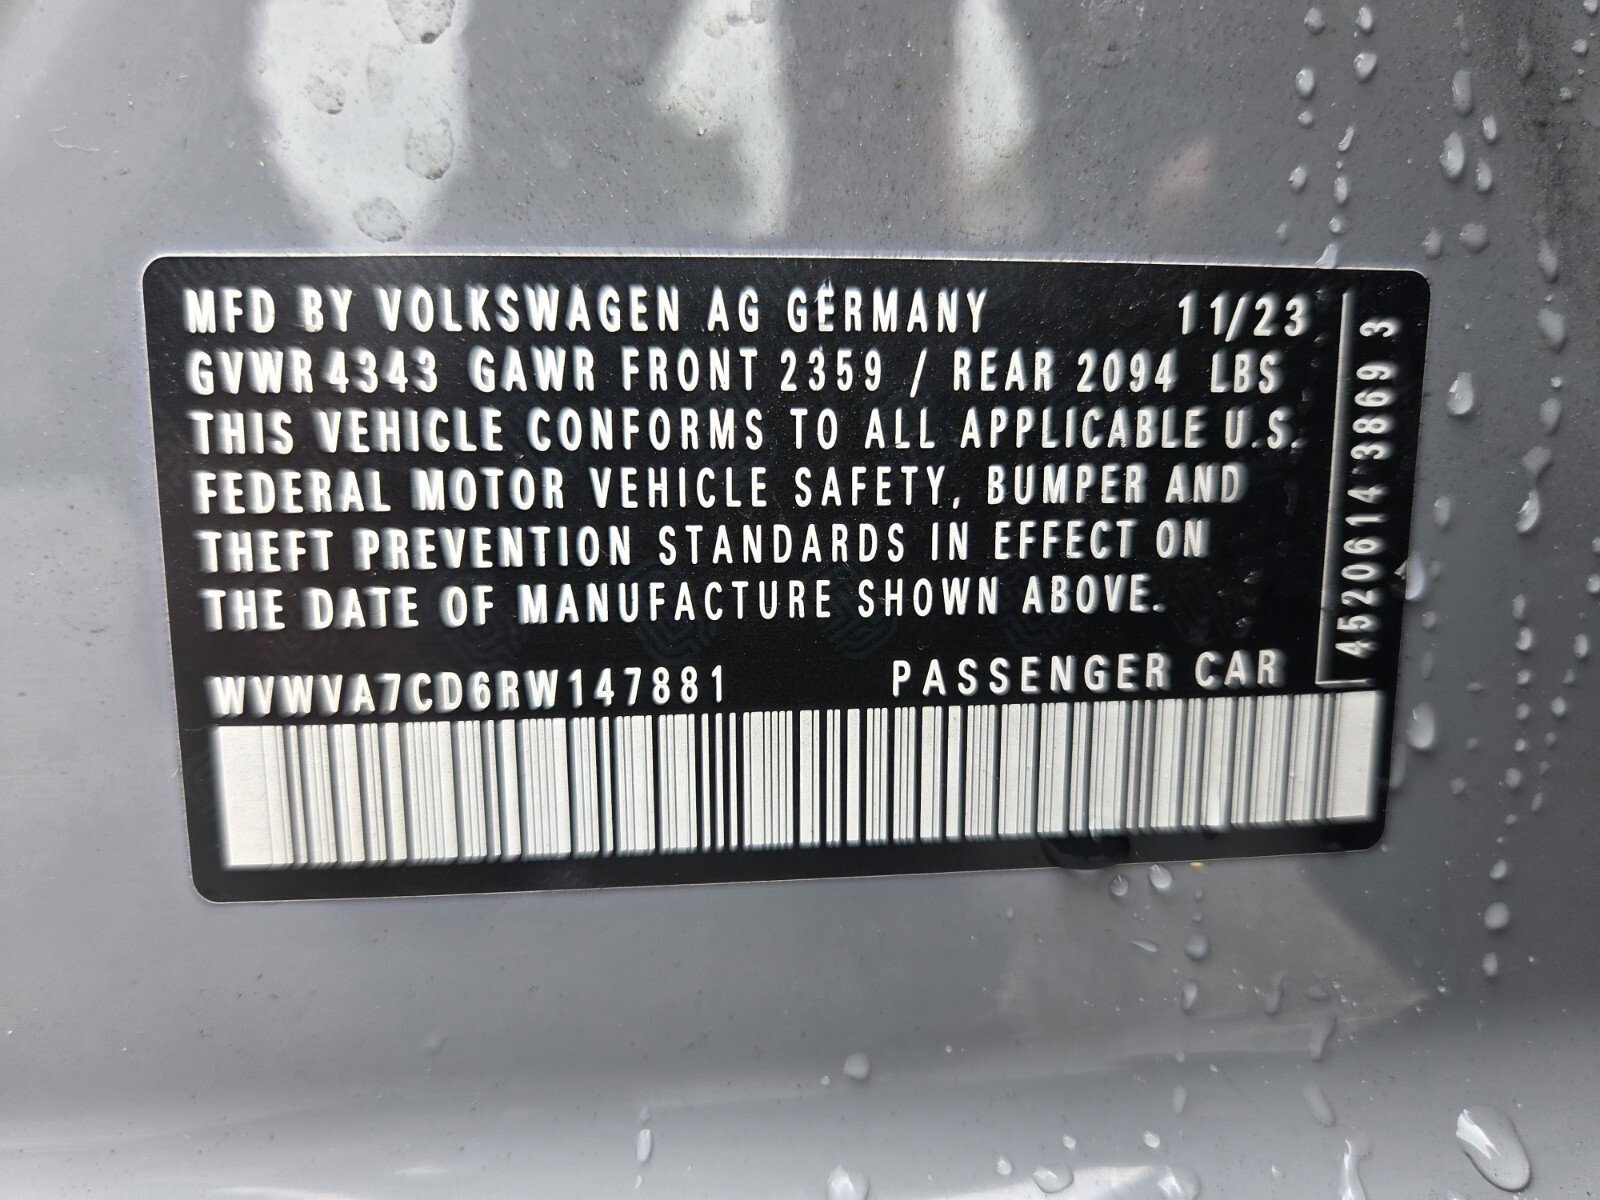 MFD BY VOLKSWAGEN AG GERMANY 11/23
GVWR 4343 GAWR FRONT 2359 / REAR 2094 LBS
THIS VEHICLE CONFORMS TO ALL APPLICABLE U.S.
FEDERAL MOTOR VEHICLE SAFETY, BUMPER AND
THEFT PREVENTION STANDARDS IN EFFECT ON
THE DATE OF MANUFACTURE SHOWN ABOVE.
WVWVA7CD6RW147881 PASSENGER CAR
4520614 3869 3